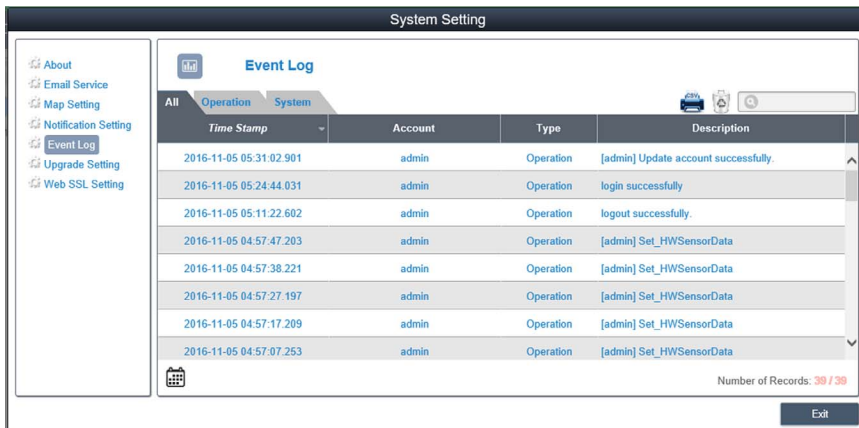 System Setting
About
Email Service
Map Setting
Notification Setting
Event Log
Upgrade Setting
Web SSL Setting
Event Log
All Operation System
CSV
Time Stamp Account Type Description
2016-11-05 05:31:02.901 admin Operation [admin] Update account successfully.
2016-11-05 05:24:44.031 admin Operation login successfully
2016-11-05 05:11:22.602 admin Operation logout successfully.
2016-11-05 04:57:47.203 admin Operation [admin] Set_HWSensorData
2016-11-05 04:57:38.221 admin Operation [admin] Set_HWSensorData
2016-11-05 04:57:27.197 admin Operation [admin] Set_HWSensorData
2016-11-05 04:57:17.209 admin Operation [admin] Set_HWSensorData
2016-11-05 04:57:07.253 admin Operation [admin] Set_HWSensorData
Number of Records: 39 / 39
Exit